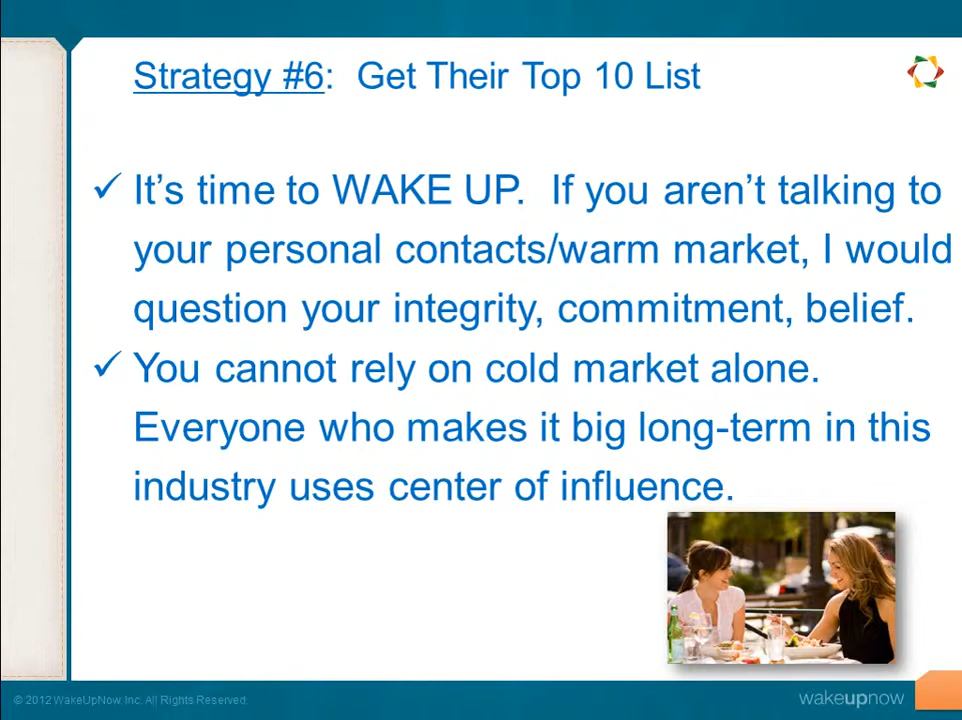 Strategy #6:  Get Their Top 10 List
✓ It's time to WAKE UP.  If you aren't talking to
your personal contacts/warm market, I would
question your integrity, commitment, belief.
✓ You cannot rely on cold market alone.
Everyone who makes it big long-term in this
industry uses center of influence.
© 2012 WakeUpNow, Inc. All Rights Reserved.
wakeupnow